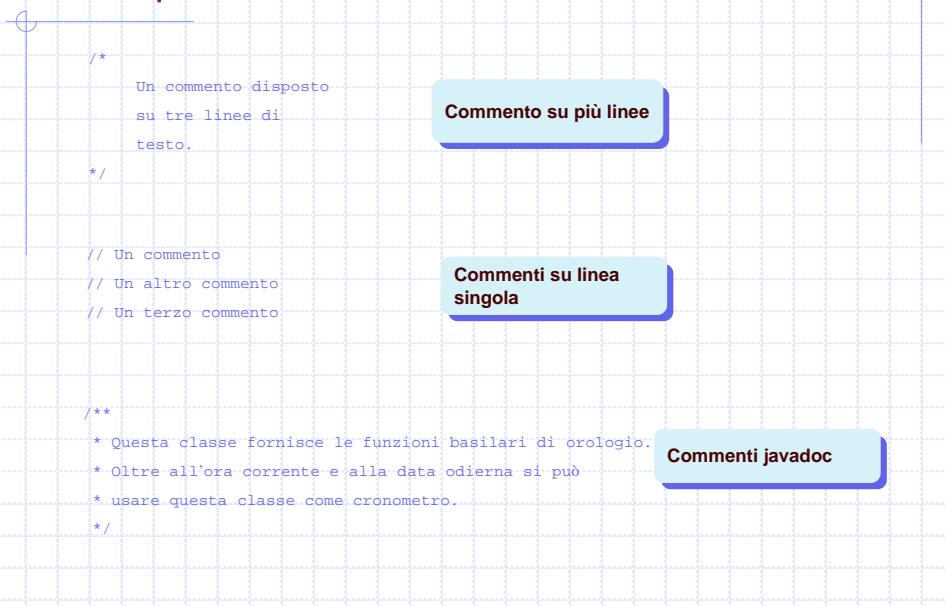 /*
Un commento disposto
su tre linee di
testo.
*/
Commento su più linee
// Un commento
// Un altro commento
// Un terzo commento
Commenti su linea
singola
/**
* Questa classe fornisce le funzioni basilari di orologio.
* Oltre all’ora corrente e alla data odierna si può
* usare questa classe come cronometro.
*/
Commenti javadoc